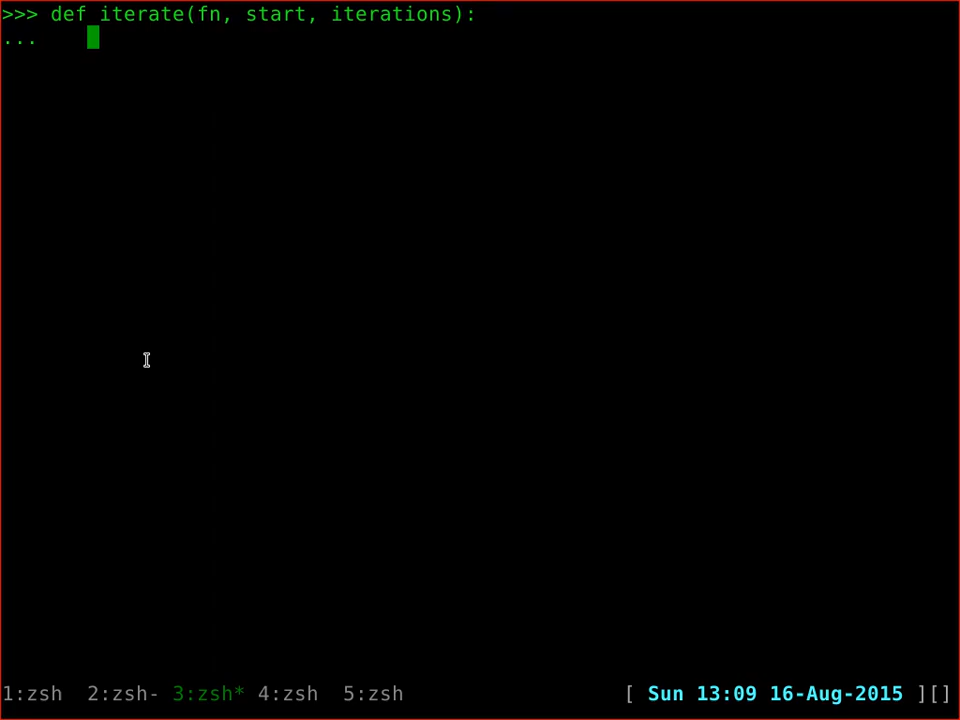 >>> def iterate(fn, start, iterations):
...
1:zsh  2:zsh- 3:zsh* 4:zsh  5:zsh [ Sun 13:09 16-Aug-2015 ][]